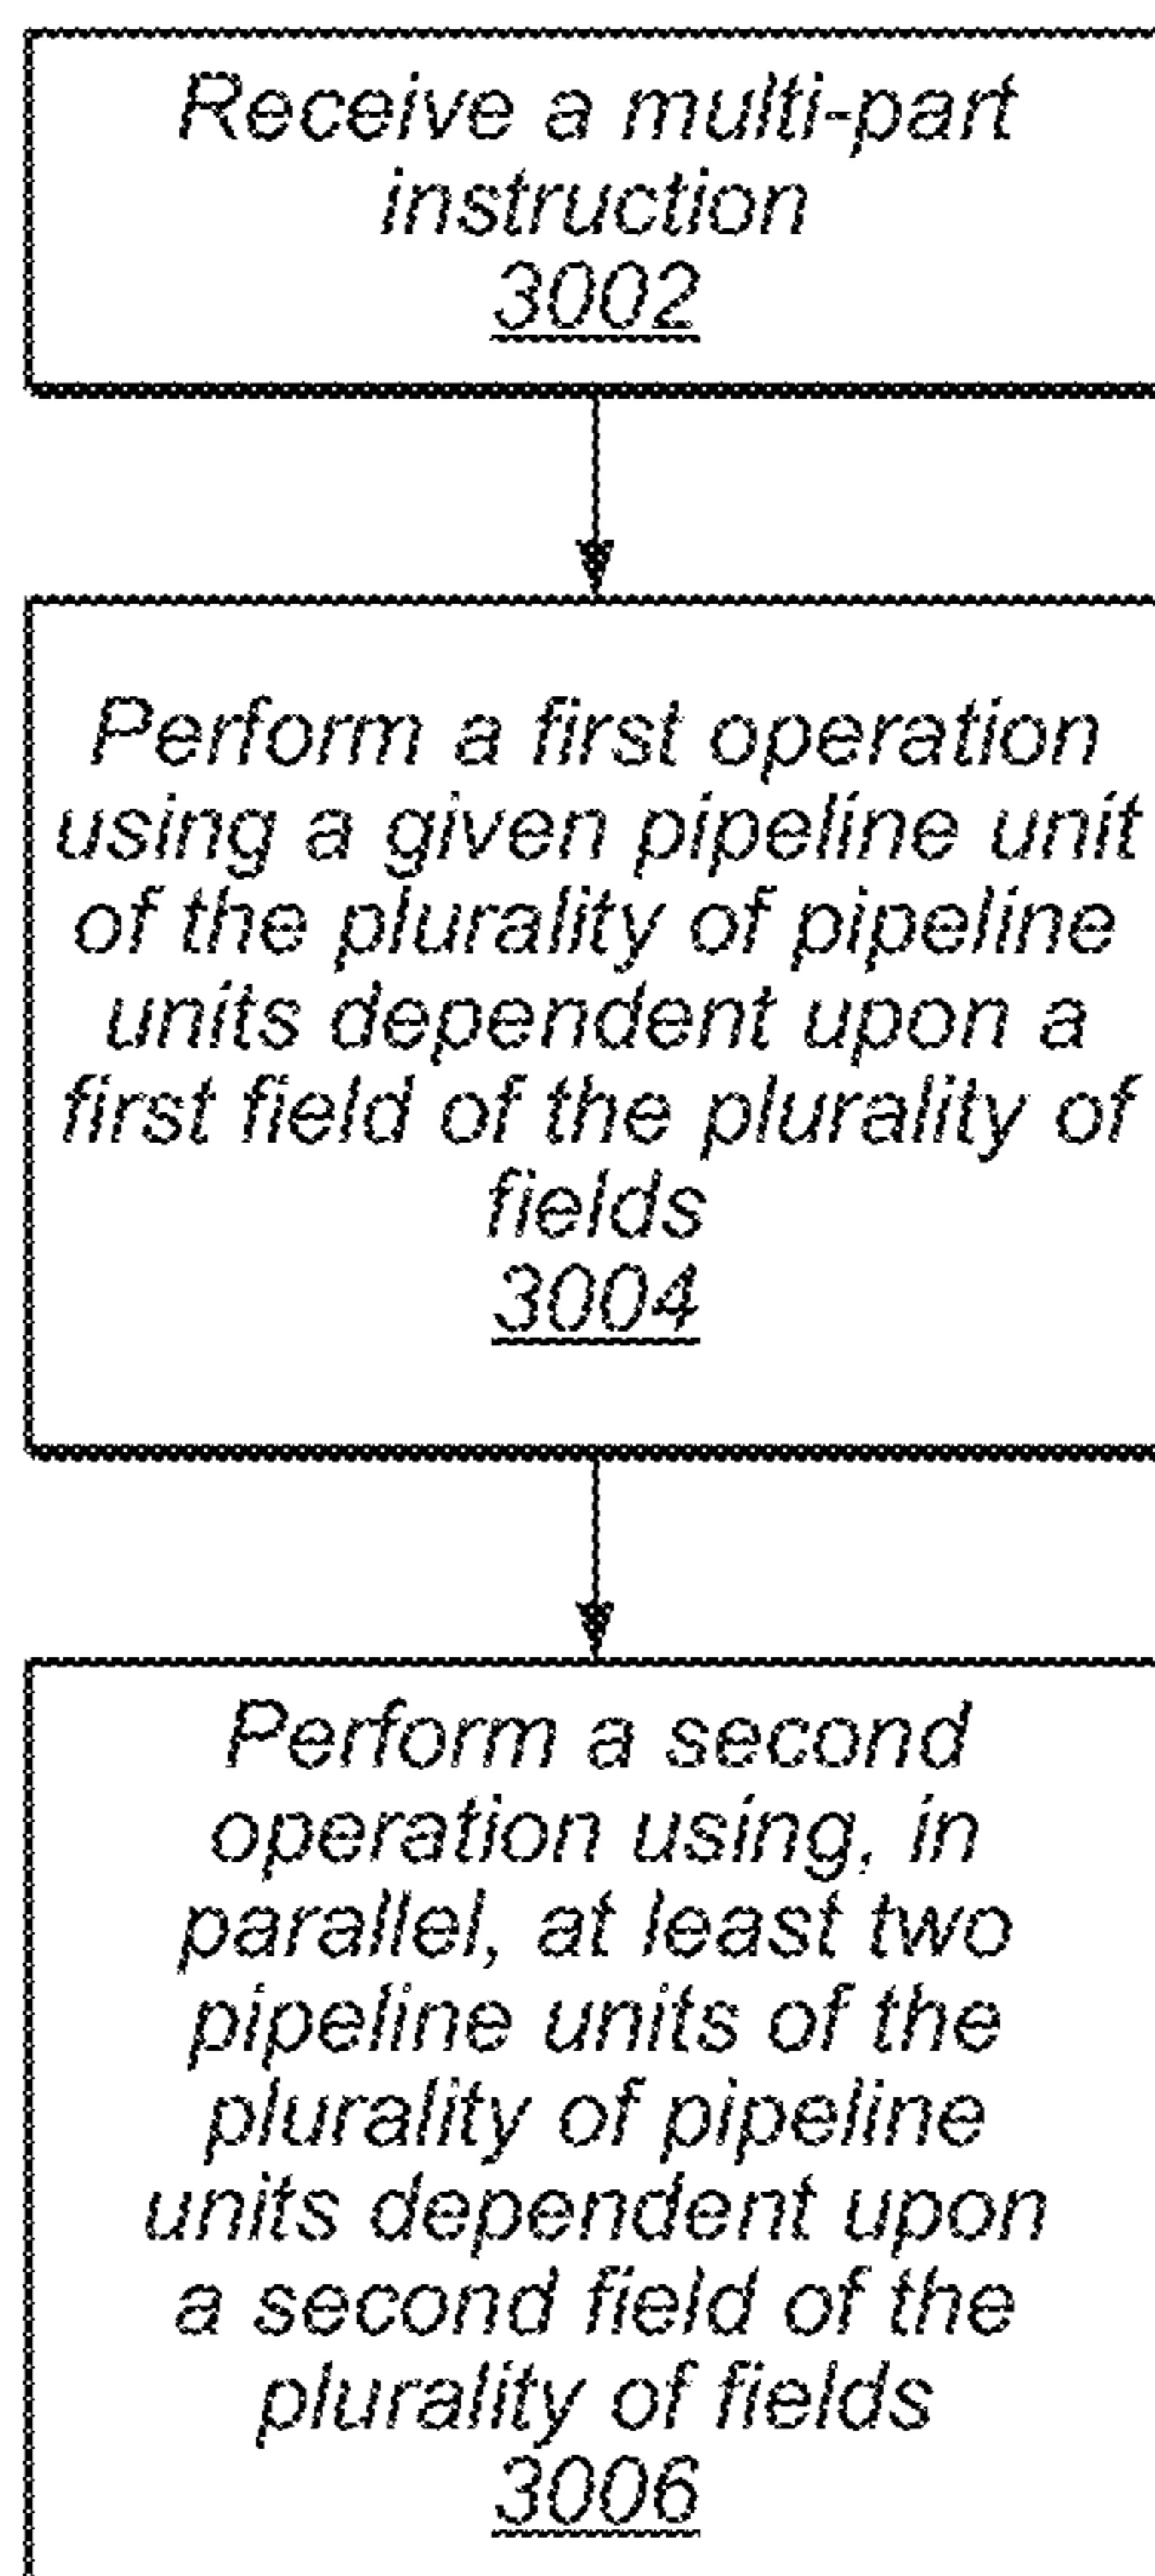 Receive a multi-part
instruction
3002
Perform a first operation
using a given pipeline unit
of the plurality of pipeline
units dependent upon a
first field of the plurality of
fields
3004
Perform a second
operation using, in
parallel, at least two
pipeline units of the
plurality of pipeline
units dependent upon
a second field of the
plurality of fields
3006